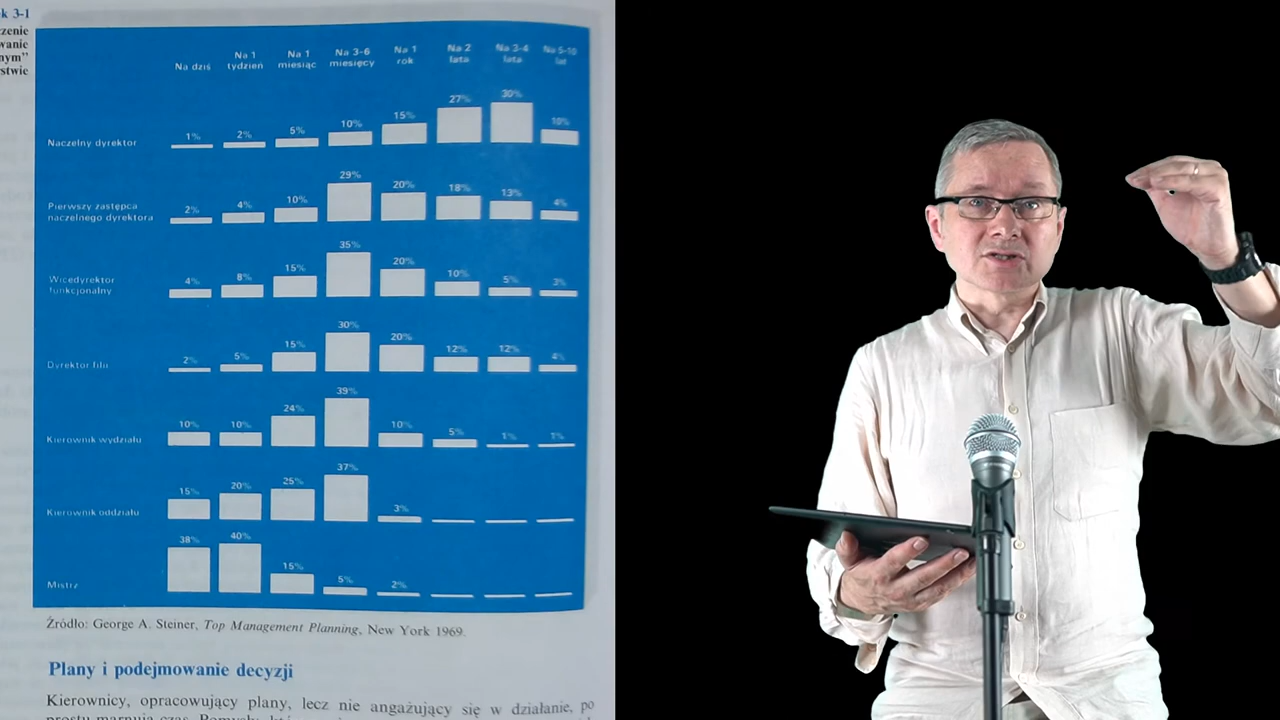 k 3-1
zenie
wanie
nym”
stwie
Na dziś
Na 1 tydzień
Na 1 miesiąc
Na 3-6 miesięcy
Na 1 rok
Na 2 lata
Na 3-4 lata
Na 5-10 lat
Naczelny dyrektor
1% 2% 5% 10% 15% 27% 30% 10%
Pierwszy zastępca
naczelnego dyrektora
2% 4% 10% 29% 20% 18% 13% 4%
Wicedyrektor
funkcjonalny
4% 8% 15% 35% 20% 10% 5% 3%
Dyrektor filii
2% 5% 15% 30% 20% 12% 12% 4%
Kierownik wydziału
10% 10% 24% 39% 10% 5% 1% 1%
Kierownik oddziału
15% 20% 25% 37% 3%
Mistrz
38% 40% 15% 5% 2%
Źródło: George A. Steiner, Top Management Planning, New York 1969.
Plany i podejmowanie decyzji
Kierownicy, opracowujący plany, lecz nie angażujący się w działanie, po
prostu marnują czas.